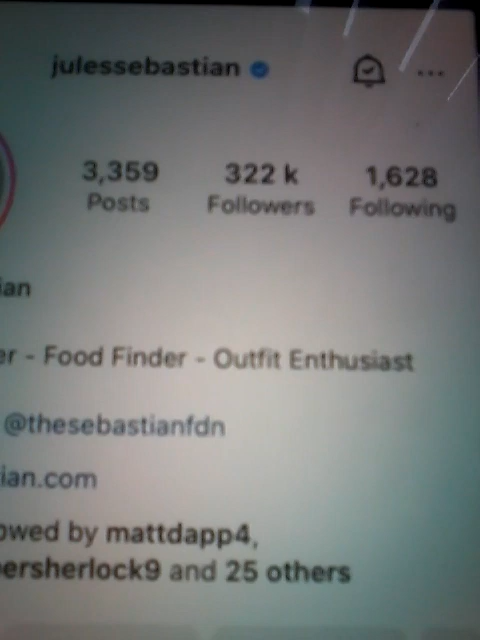 julessebastian
3,359 322 k 1,628
Posts Followers Following
ian
er - Food Finder - Outfit Enthusiast
@thesebastianfdn
ian.com
owed by mattdapp4,
ersherlock9 and 25 others